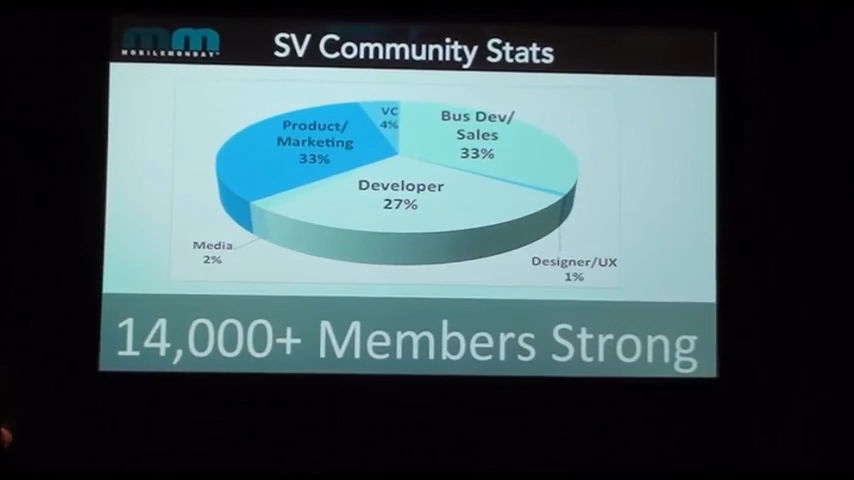 MOBILEMONDAY
SV Community Stats
VC
4%
Bus Dev/
Sales
33%
Product/
Marketing
33%
Developer
27%
Media
2%
Designer/UX
1%
14,000+ Members Strong